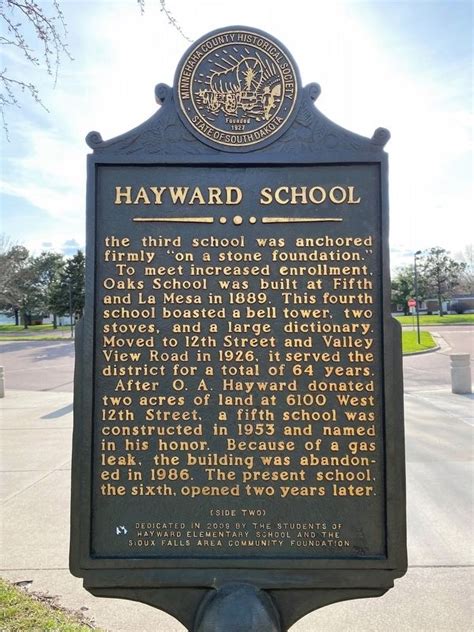 MINNEHAHA COUNTY HISTORICAL SOCIETY
Founded
1927
STATE OF SOUTH DAKOTA
HAYWARD SCHOOL
the third school was anchored
firmly "on a stone foundation."
To meet increased enrollment,
Oaks School was built at Fifth
and La Mesa in 1889. This fourth
school boasted a bell tower, two
stoves, and a large dictionary.
Moved to 12th Street and Valley
View Road in 1926, it served the
district for a total of 64 years.
After O. A. Hayward donated
two acres of land at 6100 West
12th Street, a fifth school was
constructed in 1953 and named
in his honor. Because of a gas
leak, the building was abandon-
ed in 1986. The present school,
the sixth, opened two years later.
(SIDE TWO)
DEDICATED IN 2009 BY THE STUDENTS OF
HAYWARD ELEMENTARY SCHOOL AND THE
SIOUX FALLS AREA COMMUNITY FOUNDATION